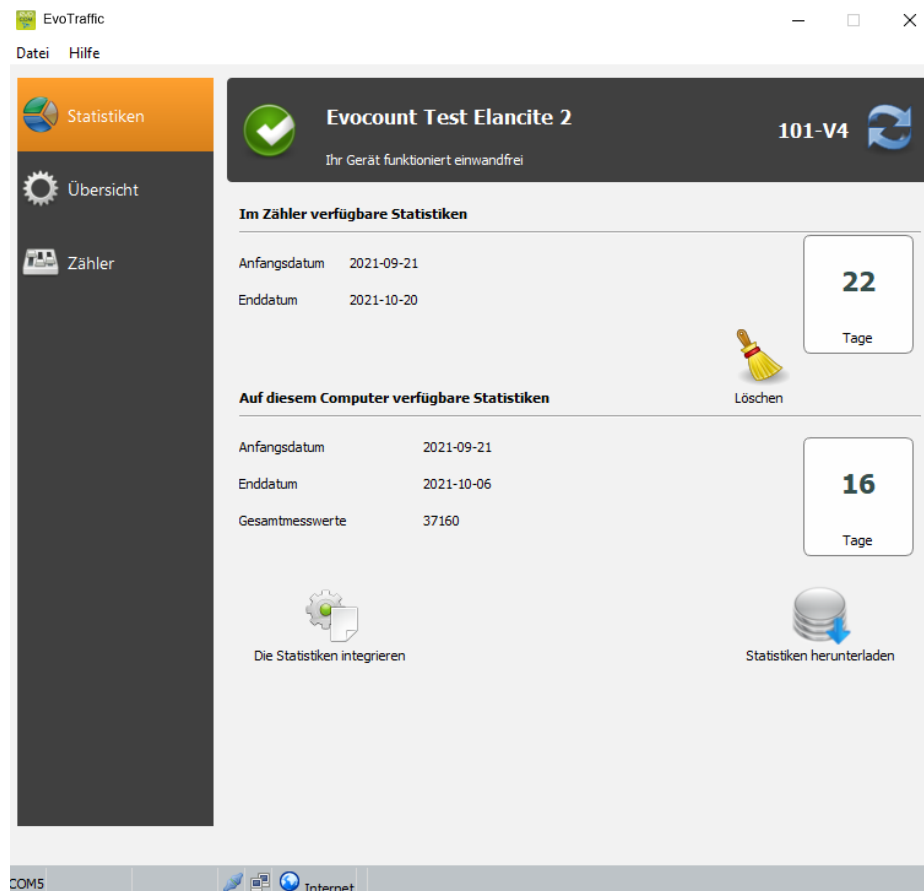 EvoTraffic
Datei Hilfe
Statistiken
Übersicht
Zähler
Evocount Test Elancite 2
Ihr Gerät funktioniert einwandfrei
101-V4
Im Zähler verfügbare Statistiken
Anfangsdatum 2021-09-21
Enddatum 2021-10-20
22
Tage
Löschen
Auf diesem Computer verfügbare Statistiken
Anfangsdatum 2021-09-21
Enddatum 2021-10-06
Gesamtmesswerte 37160
16
Tage
Die Statistiken integrieren
Statistiken herunterladen
COM5
Internet